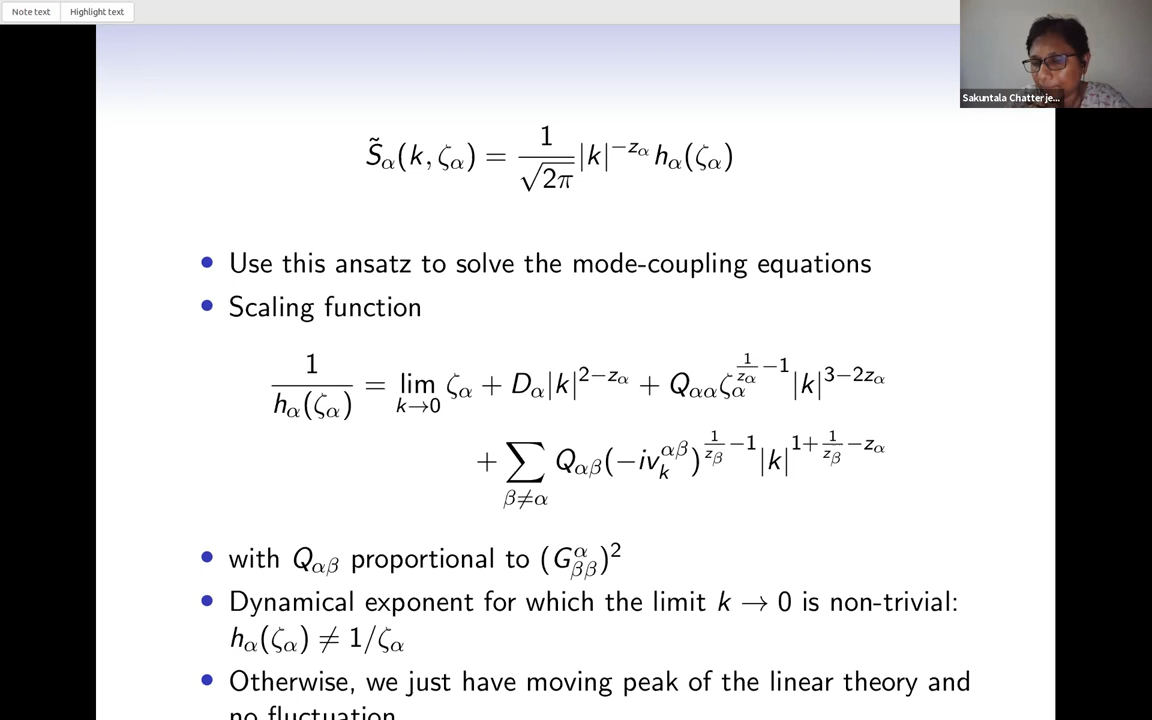 Note text
Highlight text
Sakuntala Chatterje...
S̃_α(k, ζ_α) = 1/√(2π) |k|^{−z_α} h_α(ζ_α)
• Use this ansatz to solve the mode-coupling equations
• Scaling function
1/h_α(ζ_α) = lim_{k→0} ζ_α + D_α|k|^{2−z_α} + Q_{αα}ζ_α^{1/z_α −1}|k|^{3−2z_α}
+ ∑_{β≠α} Q_{αβ}(−iv_k^{αβ})^{1/z_β −1}|k|^{1+1/z_β −z_α}
• with Q_{αβ} proportional to (G^α_{ββ})²
• Dynamical exponent for which the limit k → 0 is non-trivial:
h_α(ζ_α) ≠ 1/ζ_α
• Otherwise, we just have moving peak of the linear theory and
no fluctuation